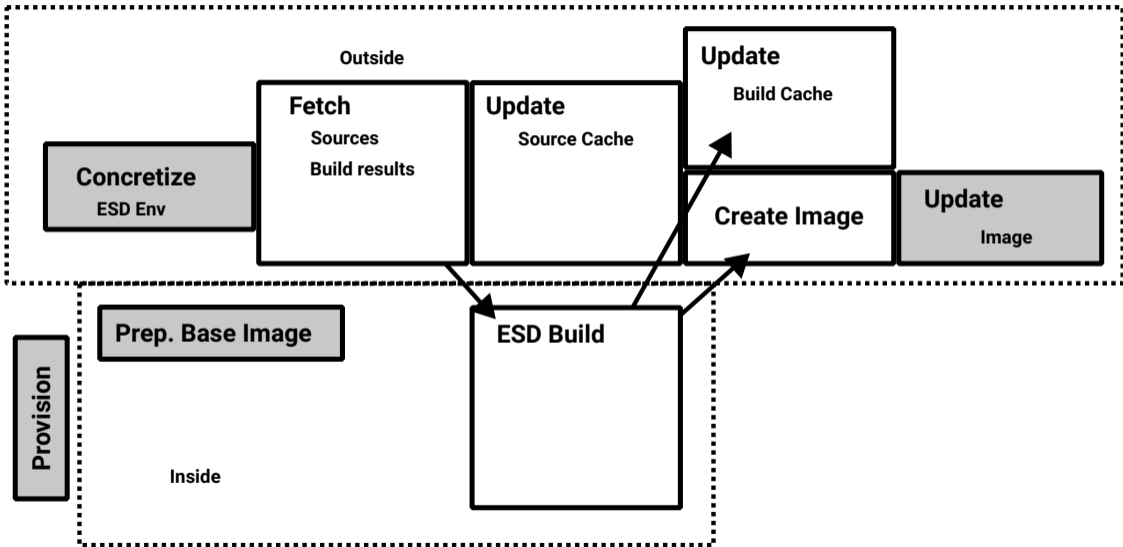 Outside
Update
Build Cache
Fetch
Sources
Build results
Update
Source Cache
Concretize
ESD Env
Create Image
Update
Image
Prep. Base Image
ESD Build
Provision
Inside